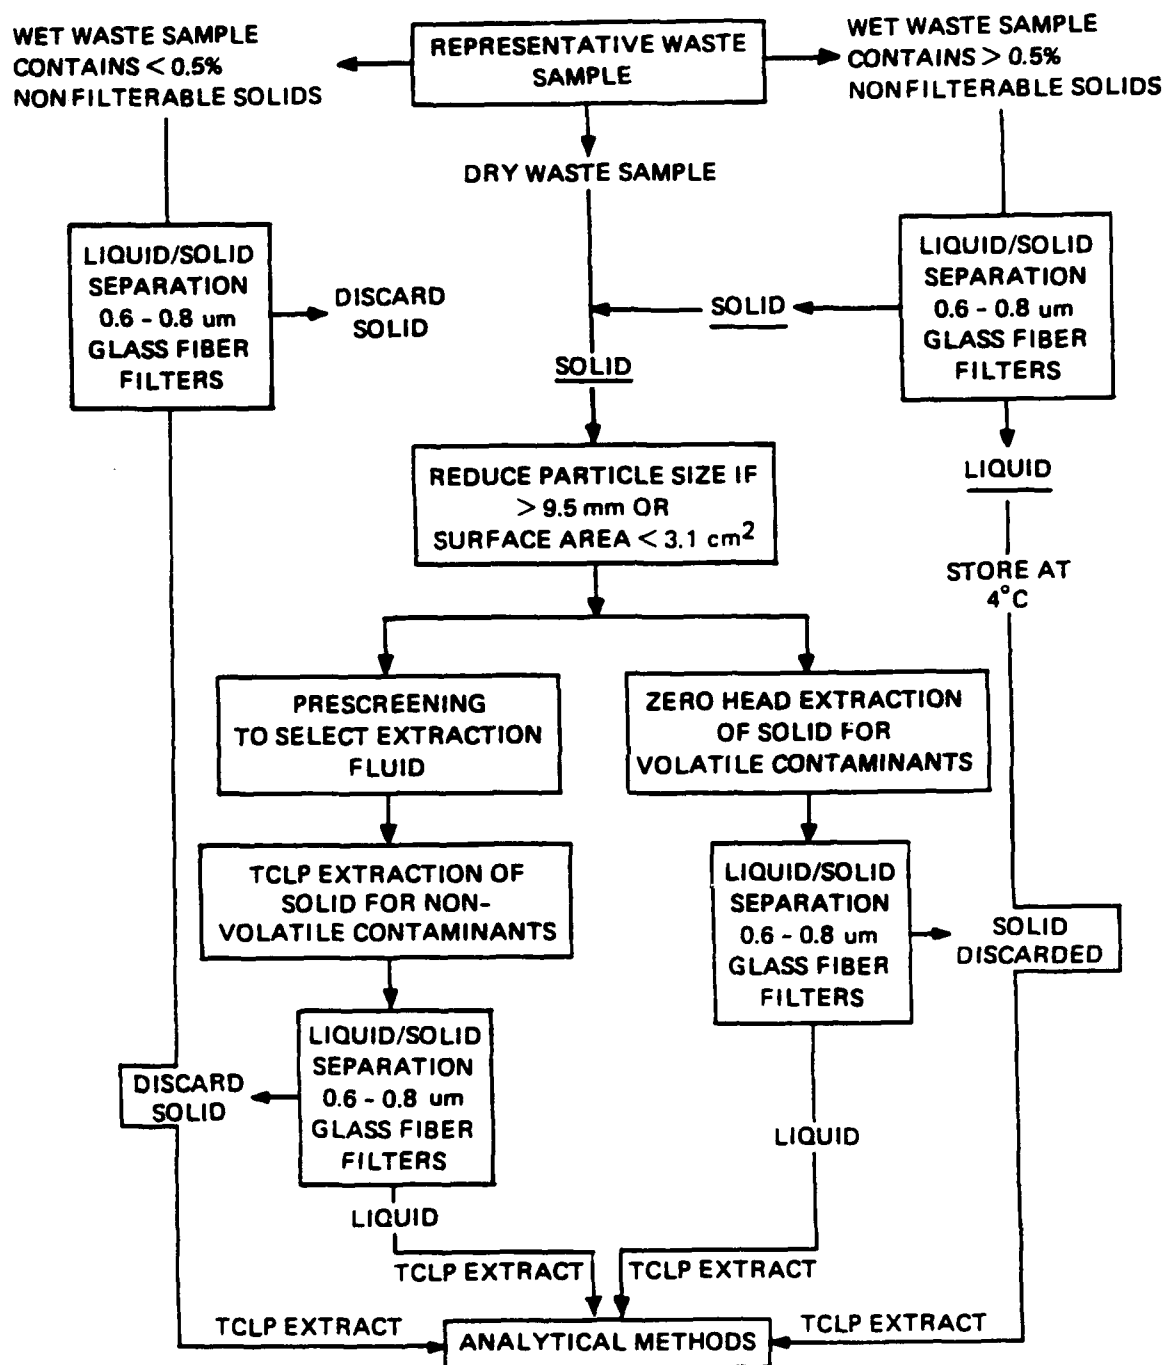 WET WASTE SAMPLE
CONTAINS < 0.5%
NON FILTERABLE SOLIDS
REPRESENTATIVE WASTE
SAMPLE
WET WASTE SAMPLE
CONTAINS > 0.5%
NON FILTERABLE SOLIDS
DRY WASTE SAMPLE
LIQUID/SOLID
SEPARATION
0.6 - 0.8 um
GLASS FIBER
FILTERS
DISCARD
SOLID
SOLID
LIQUID/SOLID
SEPARATION
0.6 - 0.8 um
GLASS FIBER
FILTERS
SOLID
REDUCE PARTICLE SIZE IF
> 9.5 mm OR
SURFACE AREA < 3.1 cm²
LIQUID
STORE AT
4°C
PRESCREENING
TO SELECT EXTRACTION
FLUID
ZERO HEAD EXTRACTION
OF SOLID FOR
VOLATILE CONTAMINANTS
TCLP EXTRACTION OF
SOLID FOR NON-
VOLATILE CONTAMINANTS
LIQUID/SOLID
SEPARATION
0.6 - 0.8 um
GLASS FIBER
FILTERS
SOLID
DISCARDED
LIQUID/SOLID
SEPARATION
0.6 - 0.8 um
GLASS FIBER
FILTERS
DISCARD
SOLID
LIQUID
LIQUID
TCLP EXTRACT
TCLP EXTRACT
TCLP EXTRACT
ANALYTICAL METHODS
TCLP EXTRACT